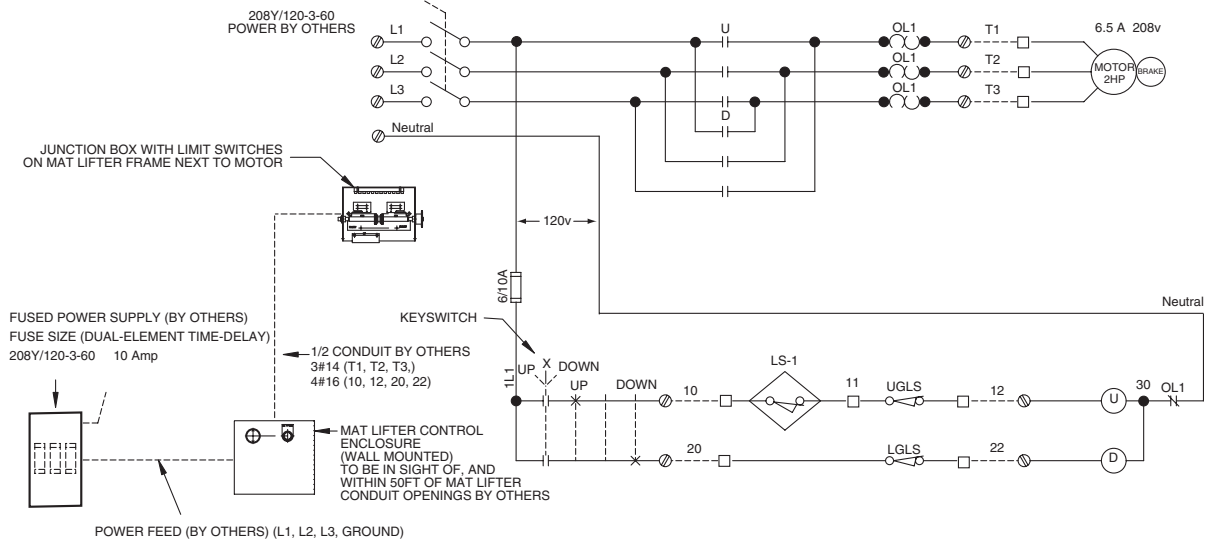 208Y/120-3-60
POWER BY OTHERS
L1
L2
L3
Neutral
U
D
OL1
OL1
OL1
T1
T2
T3
6.5 A 208v
MOTOR
2HP
BRAKE
JUNCTION BOX WITH LIMIT SWITCHES
ON MAT LIFTER FRAME NEXT TO MOTOR
120v
6/10A
Neutral
FUSED POWER SUPPLY (BY OTHERS)
FUSE SIZE (DUAL-ELEMENT TIME-DELAY)
208Y/120-3-60 10 Amp
KEYSWITCH
1/2 CONDUIT BY OTHERS
3#14 (T1, T2, T3,)
4#16 (10, 12, 20, 22)
1L1
UP
X
DOWN
UP
DOWN
10
LS-1
11
UGLS
12
U
30
OL1
20
LGLS
22
D
MAT LIFTER CONTROL
ENCLOSURE
(WALL MOUNTED)
TO BE IN SIGHT OF, AND
WITHIN 50FT OF MAT LIFTER
CONDUIT OPENINGS BY OTHERS
POWER FEED (BY OTHERS) (L1, L2, L3, GROUND)